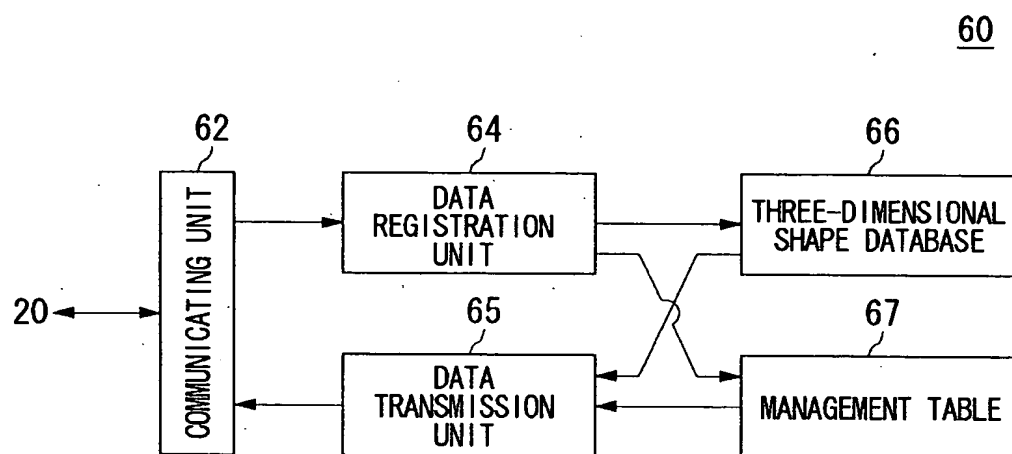 60
62
64
66
COMMUNICATING UNIT
DATA
REGISTRATION
UNIT
THREE-DIMENSIONAL
SHAPE DATABASE
20
65
67
DATA
TRANSMISSION
UNIT
MANAGEMENT TABLE